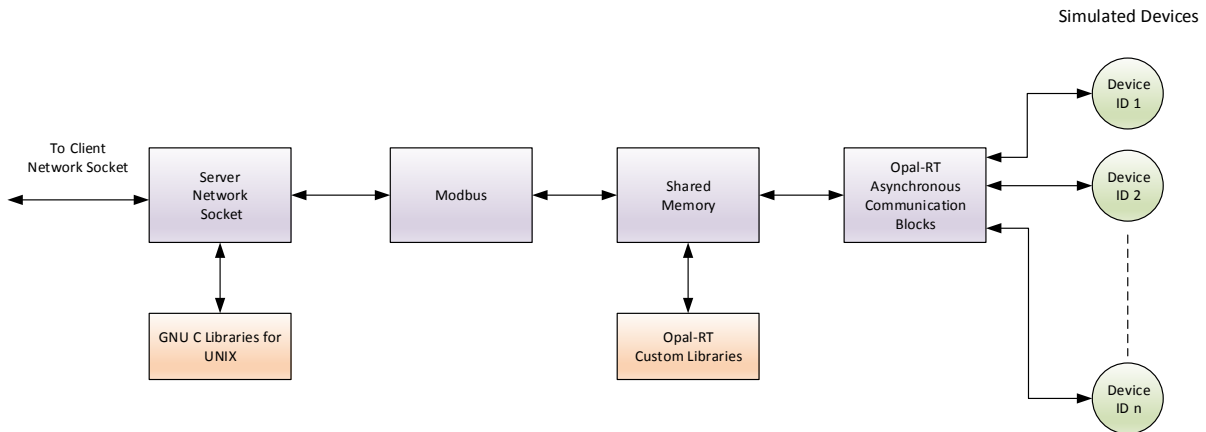 Simulated Devices
Device
ID 1
To Client
Network Socket
Server
Network
Socket
Modbus
Shared
Memory
Opal-RT
Asynchronous
Communication
Blocks
Device
ID 2
GNU C Libraries for
UNIX
Opal-RT
Custom Libraries
Device
ID n